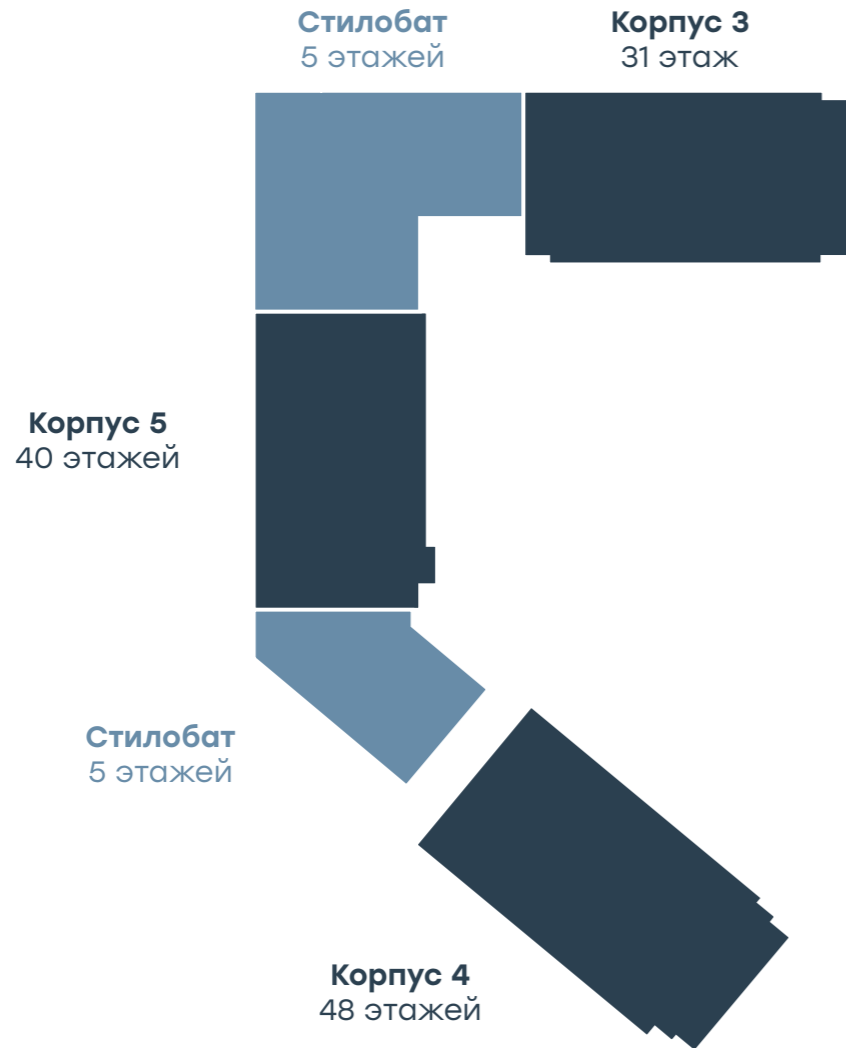 Стилобат
5 этажей
Корпус 3
31 этаж
Корпус 5
40 этажей
Стилобат
5 этажей
Корпус 4
48 этажей